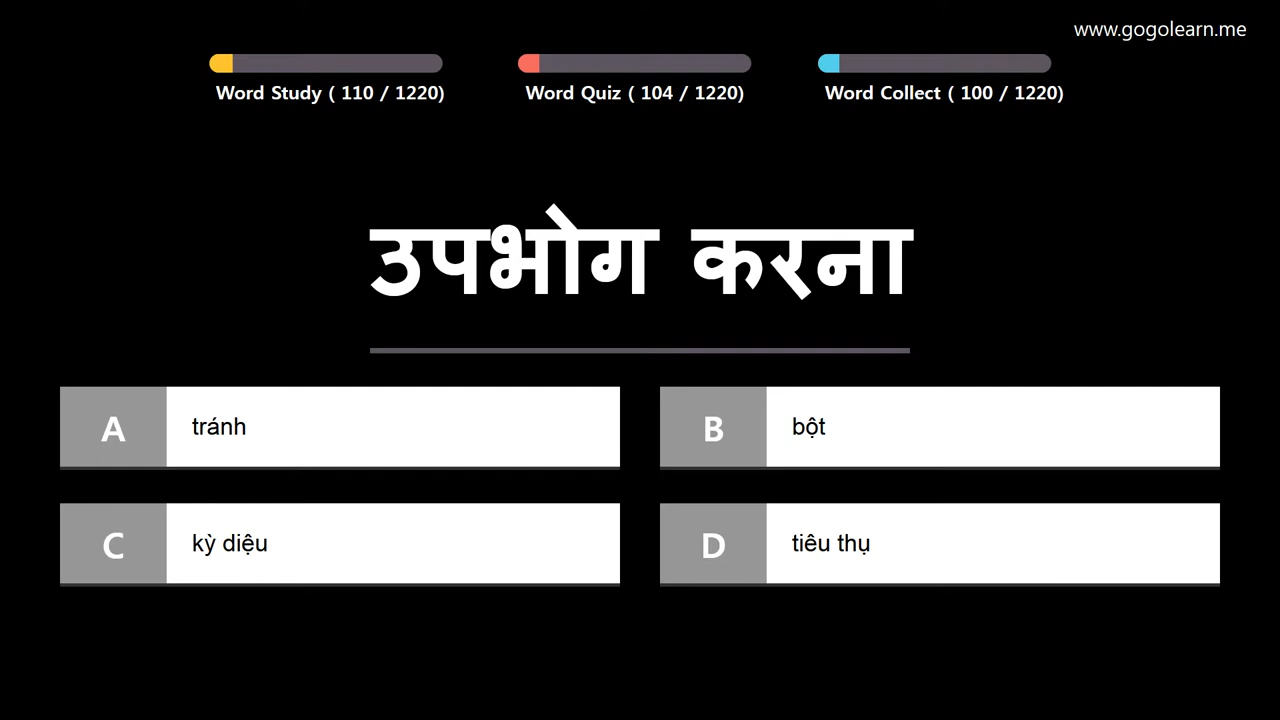 www.gogolearn.me
Word Study ( 110 / 1220)
Word Quiz ( 104 / 1220)
Word Collect ( 100 / 1220)
उपभोग करना
A tránh
B bột
C kỳ diệu
D tiêu thụ